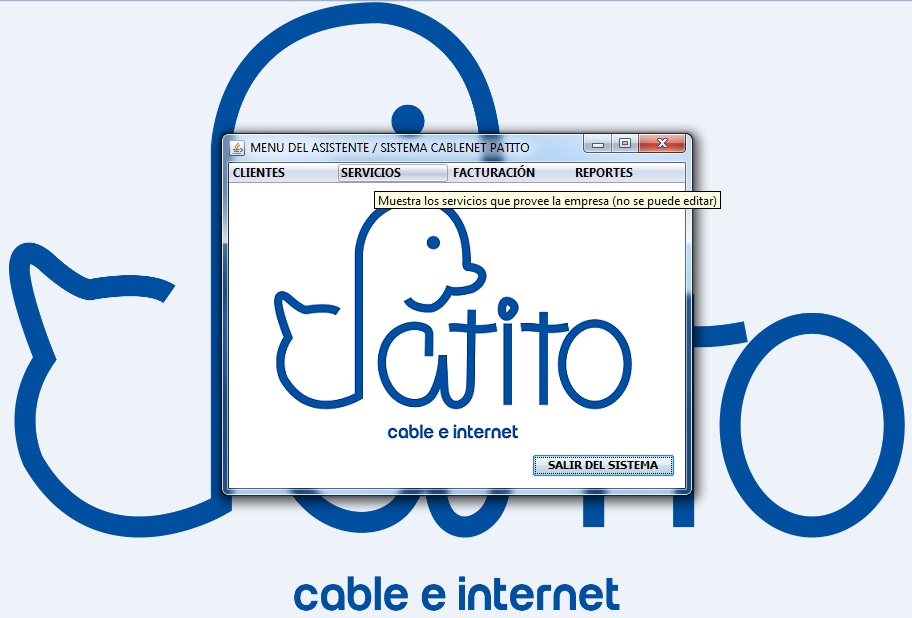 MENU DEL ASISTENTE / SISTEMA CABLENET PATITO
CLIENTES SERVICIOS FACTURACIÓN REPORTES
Muestra los servicios que provee la empresa (no se puede editar)
Patito
cable e internet
SALIR DEL SISTEMA
cable e internet